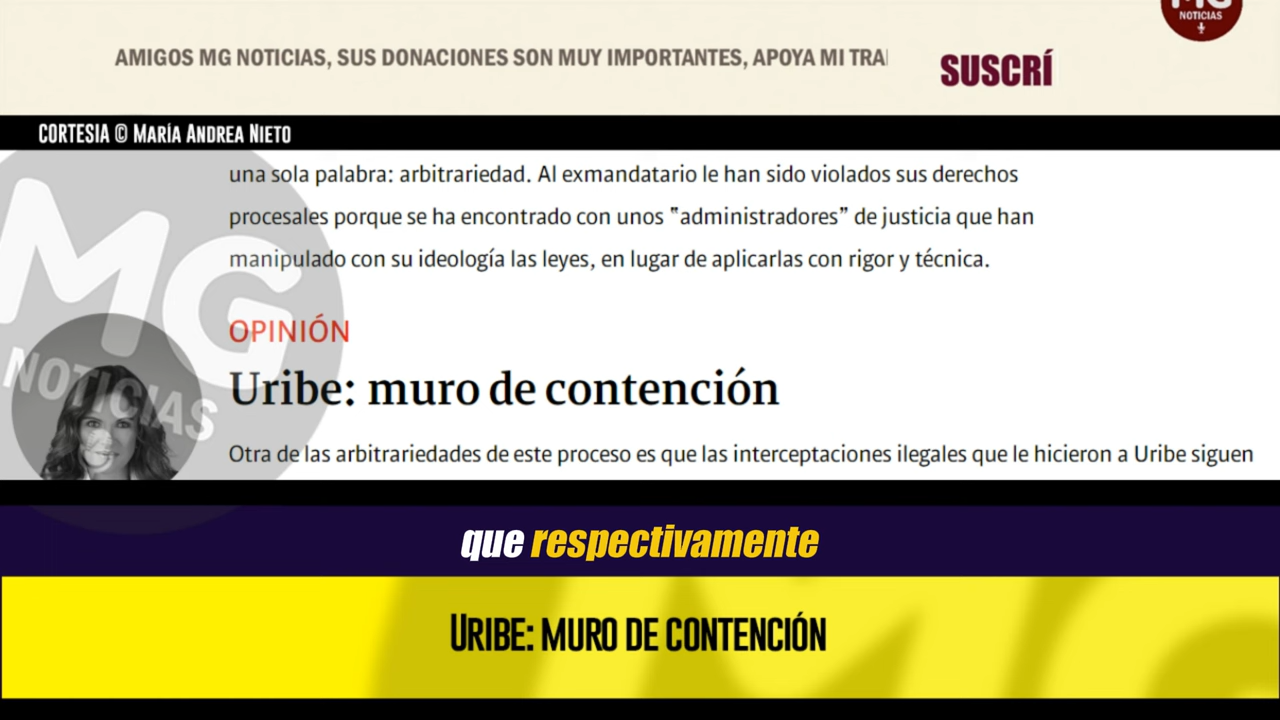 MG
NOTICIAS
AMIGOS MG NOTICIAS, SUS DONACIONES SON MUY IMPORTANTES, APOYA MI TRA
SUSCRÍ
CORTESIA © MARÍA ANDREA NIETO
una sola palabra: arbitrariedad. Al exmandatario le han sido violados sus derechos
procesales porque se ha encontrado con unos "administradores” de justicia que han
manipulado con su ideología las leyes, en lugar de aplicarlas con rigor y técnica.
MG
NOTICIAS
OPINIÓN
Uribe: muro de contención
Otra de las arbitrariedades de este proceso es que las interceptaciones ilegales que le hicieron a Uribe siguen
que respectivamente
URIBE: MURO DE CONTENCIÓN